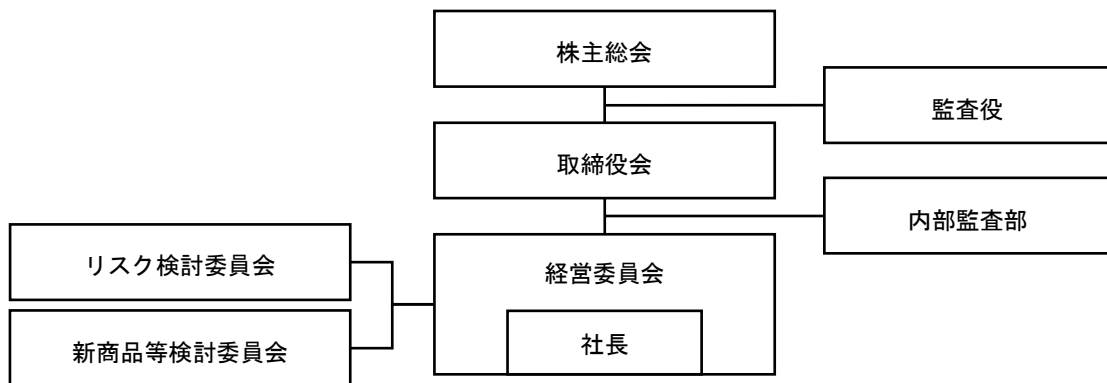 株主総会
監査役
取締役会
内部監査部
リスク検討委員会
経営委員会
新商品等検討委員会
社長